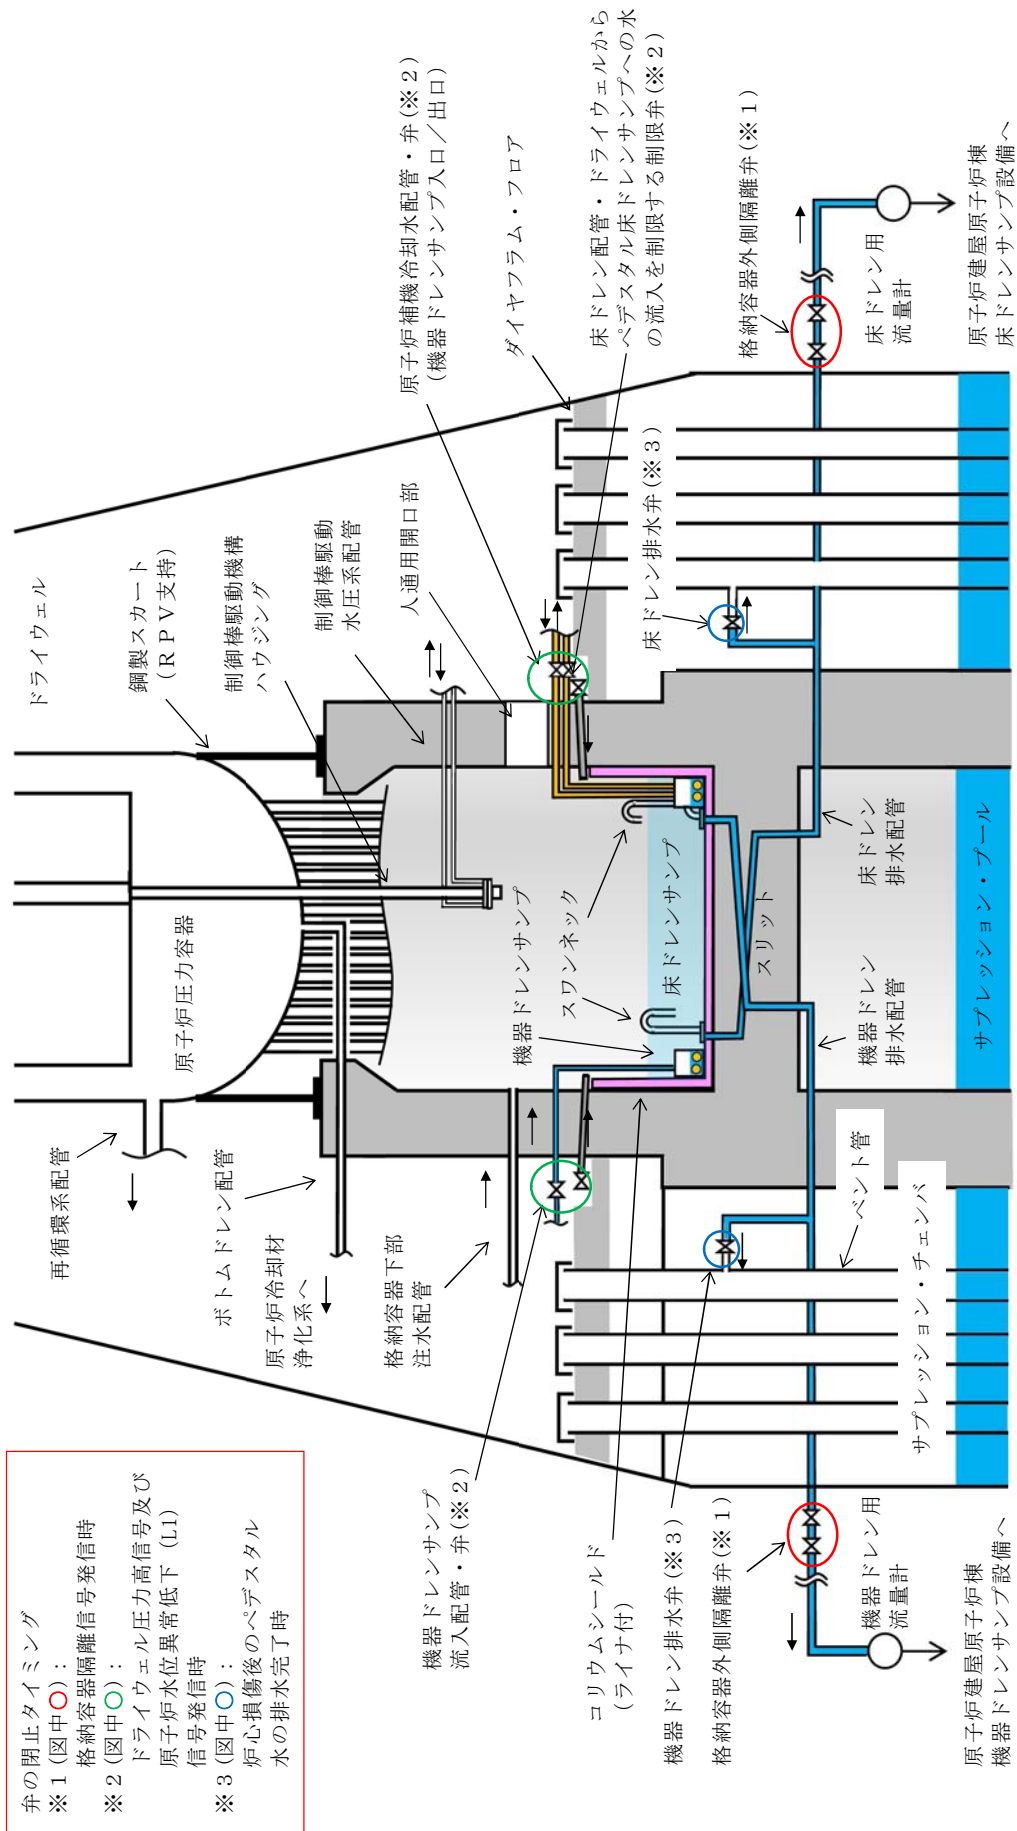 弁の閉止タイミング
※1(図中○):
格納容器隔離信号発信時
※2(図中○):
ドライウェル圧力高信号及び
原子炉水位異常低下(L1)
信号発信時
※3(図中○):
炉心損傷後のペデスタル
水の排水完了時
再循環系配管
ボトムドレン配管
原子炉冷却材
浄化系へ
格納容器下部
注水配管
機器ドレンサンプ
流入配管・弁(※2)
コリウムシールド
(ライナ付)
機器ドレン排水弁(※3)
格納容器外側隔離弁(※1)
機器ドレン用
流量計
原子炉建屋原子炉棟
機器ドレンサンプ設備へ
ドライウェル
鋼製スカート
(RPV支持)
制御棒駆動機構
ハウジング
制御棒駆動
水圧系配管
人通用開口部
原子炉圧力容器
機器ドレンサンプ
スワンネック
床ドレンサンプ
スリット
機器ドレン
排水配管
床ドレン
排水配管
ベント管
サプレッション・チェンバ
サプレッション・プール
原子炉補機冷却水配管・弁(※2)
(機器ドレンサンプ入口/出口)
ダイヤフラム・フロア
床ドレン配管・ドライウェルから
ペデスタル床ドレンサンプへの水
の流入を制限する制限弁(※2)
床ドレン排水弁(※3)
格納容器外側隔離弁(※1)
床ドレン用
流量計
原子炉建屋原子炉棟
床ドレンサンプ設備へ